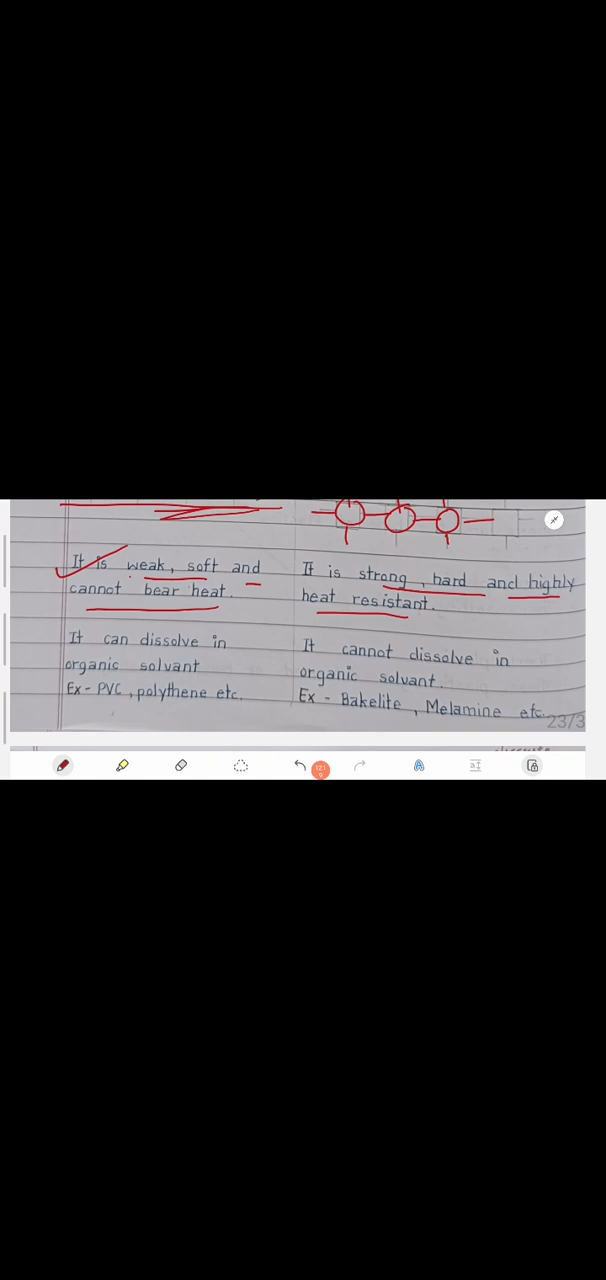 It is weak, soft and
cannot bear heat.
It can dissolve in
organic solvant
Ex - PVC, polythene etc.
It is strong, hard and highly
heat resistant.
It cannot dissolve in
organic solvant.
Ex - Bakelite, Melamine etc.
23/3